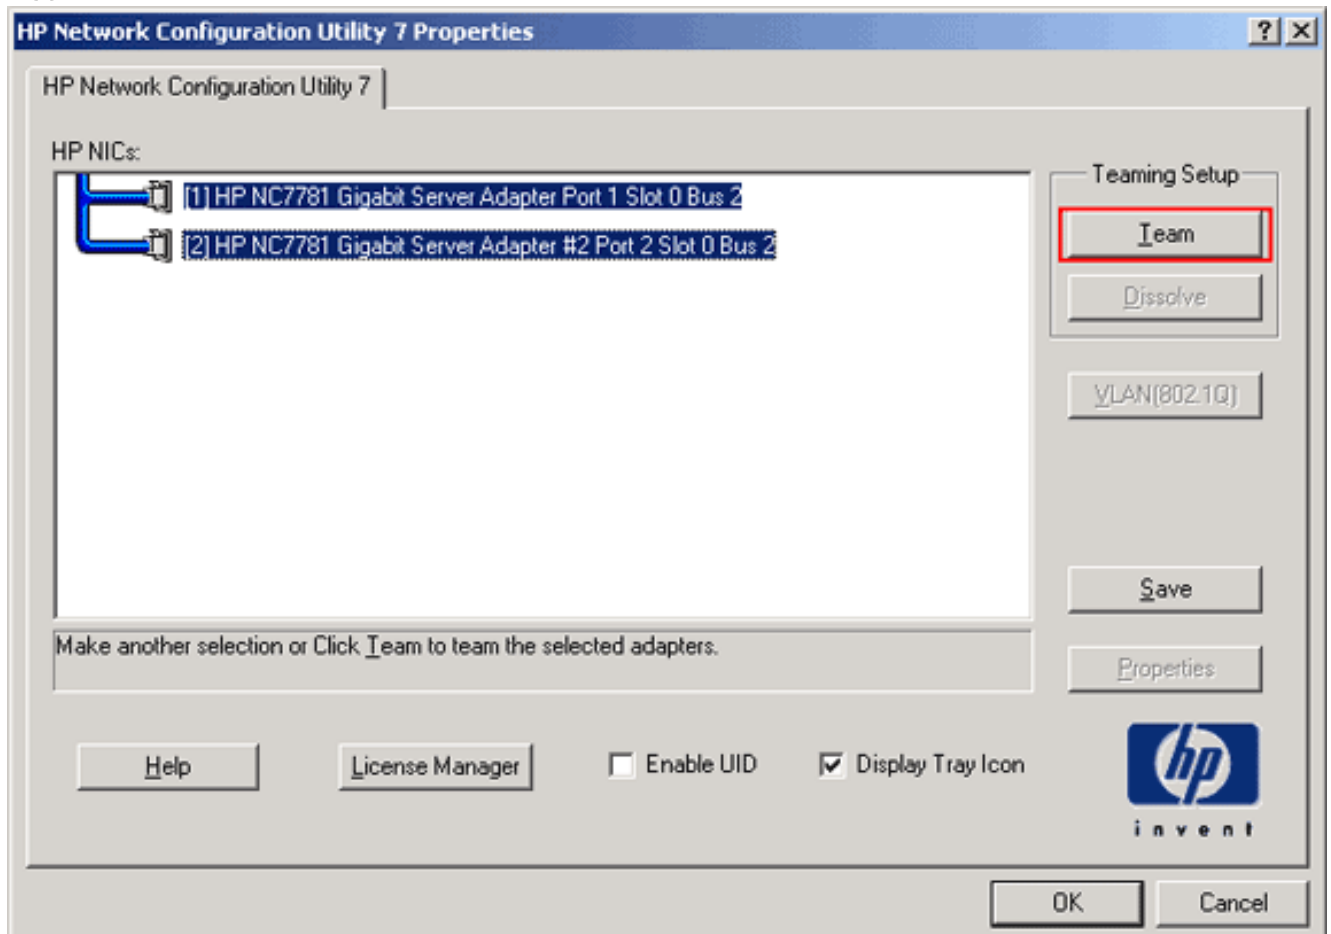 HP Network Configuration Utility 7 Properties
HP Network Configuration Utility 7
HP NICs:
[1] HP NC7781 Gigabit Server Adapter Port 1 Slot 0 Bus 2
[2] HP NC7781 Gigabit Server Adapter #2 Port 2 Slot 0 Bus 2
Teaming Setup
Team
Dissolve
VLAN(802.1Q)
Save
Make another selection or Click Team to team the selected adapters.
Properties
Help
License Manager
Enable UID
Display Tray Icon
hp
invent
OK
Cancel